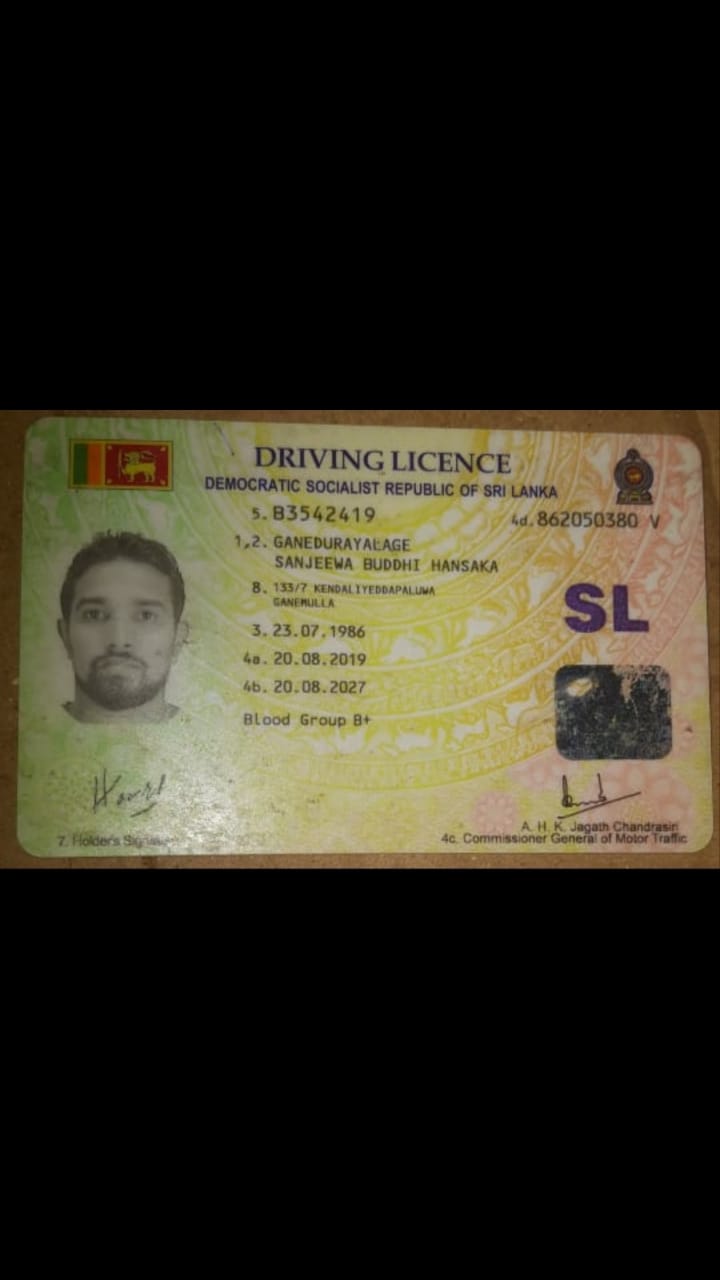 DRIVING LICENCE
DEMOCRATIC SOCIALIST REPUBLIC OF SRI LANKA
5. B3542419
4d. 862050380 V
1,2. GANEDURAYALAGE
SANJEEWA BUDDHI HANSAKA
8. 133/7 KENDALIYEDDAPALUWA
GANEMULLA
SL
3. 23.07.1986
4a. 20.08.2019
4b. 20.08.2027
Blood Group B+
7. Holder's
A. H. K. Jagath Chandrasiri
4c. Commissioner General of Motor Traffic